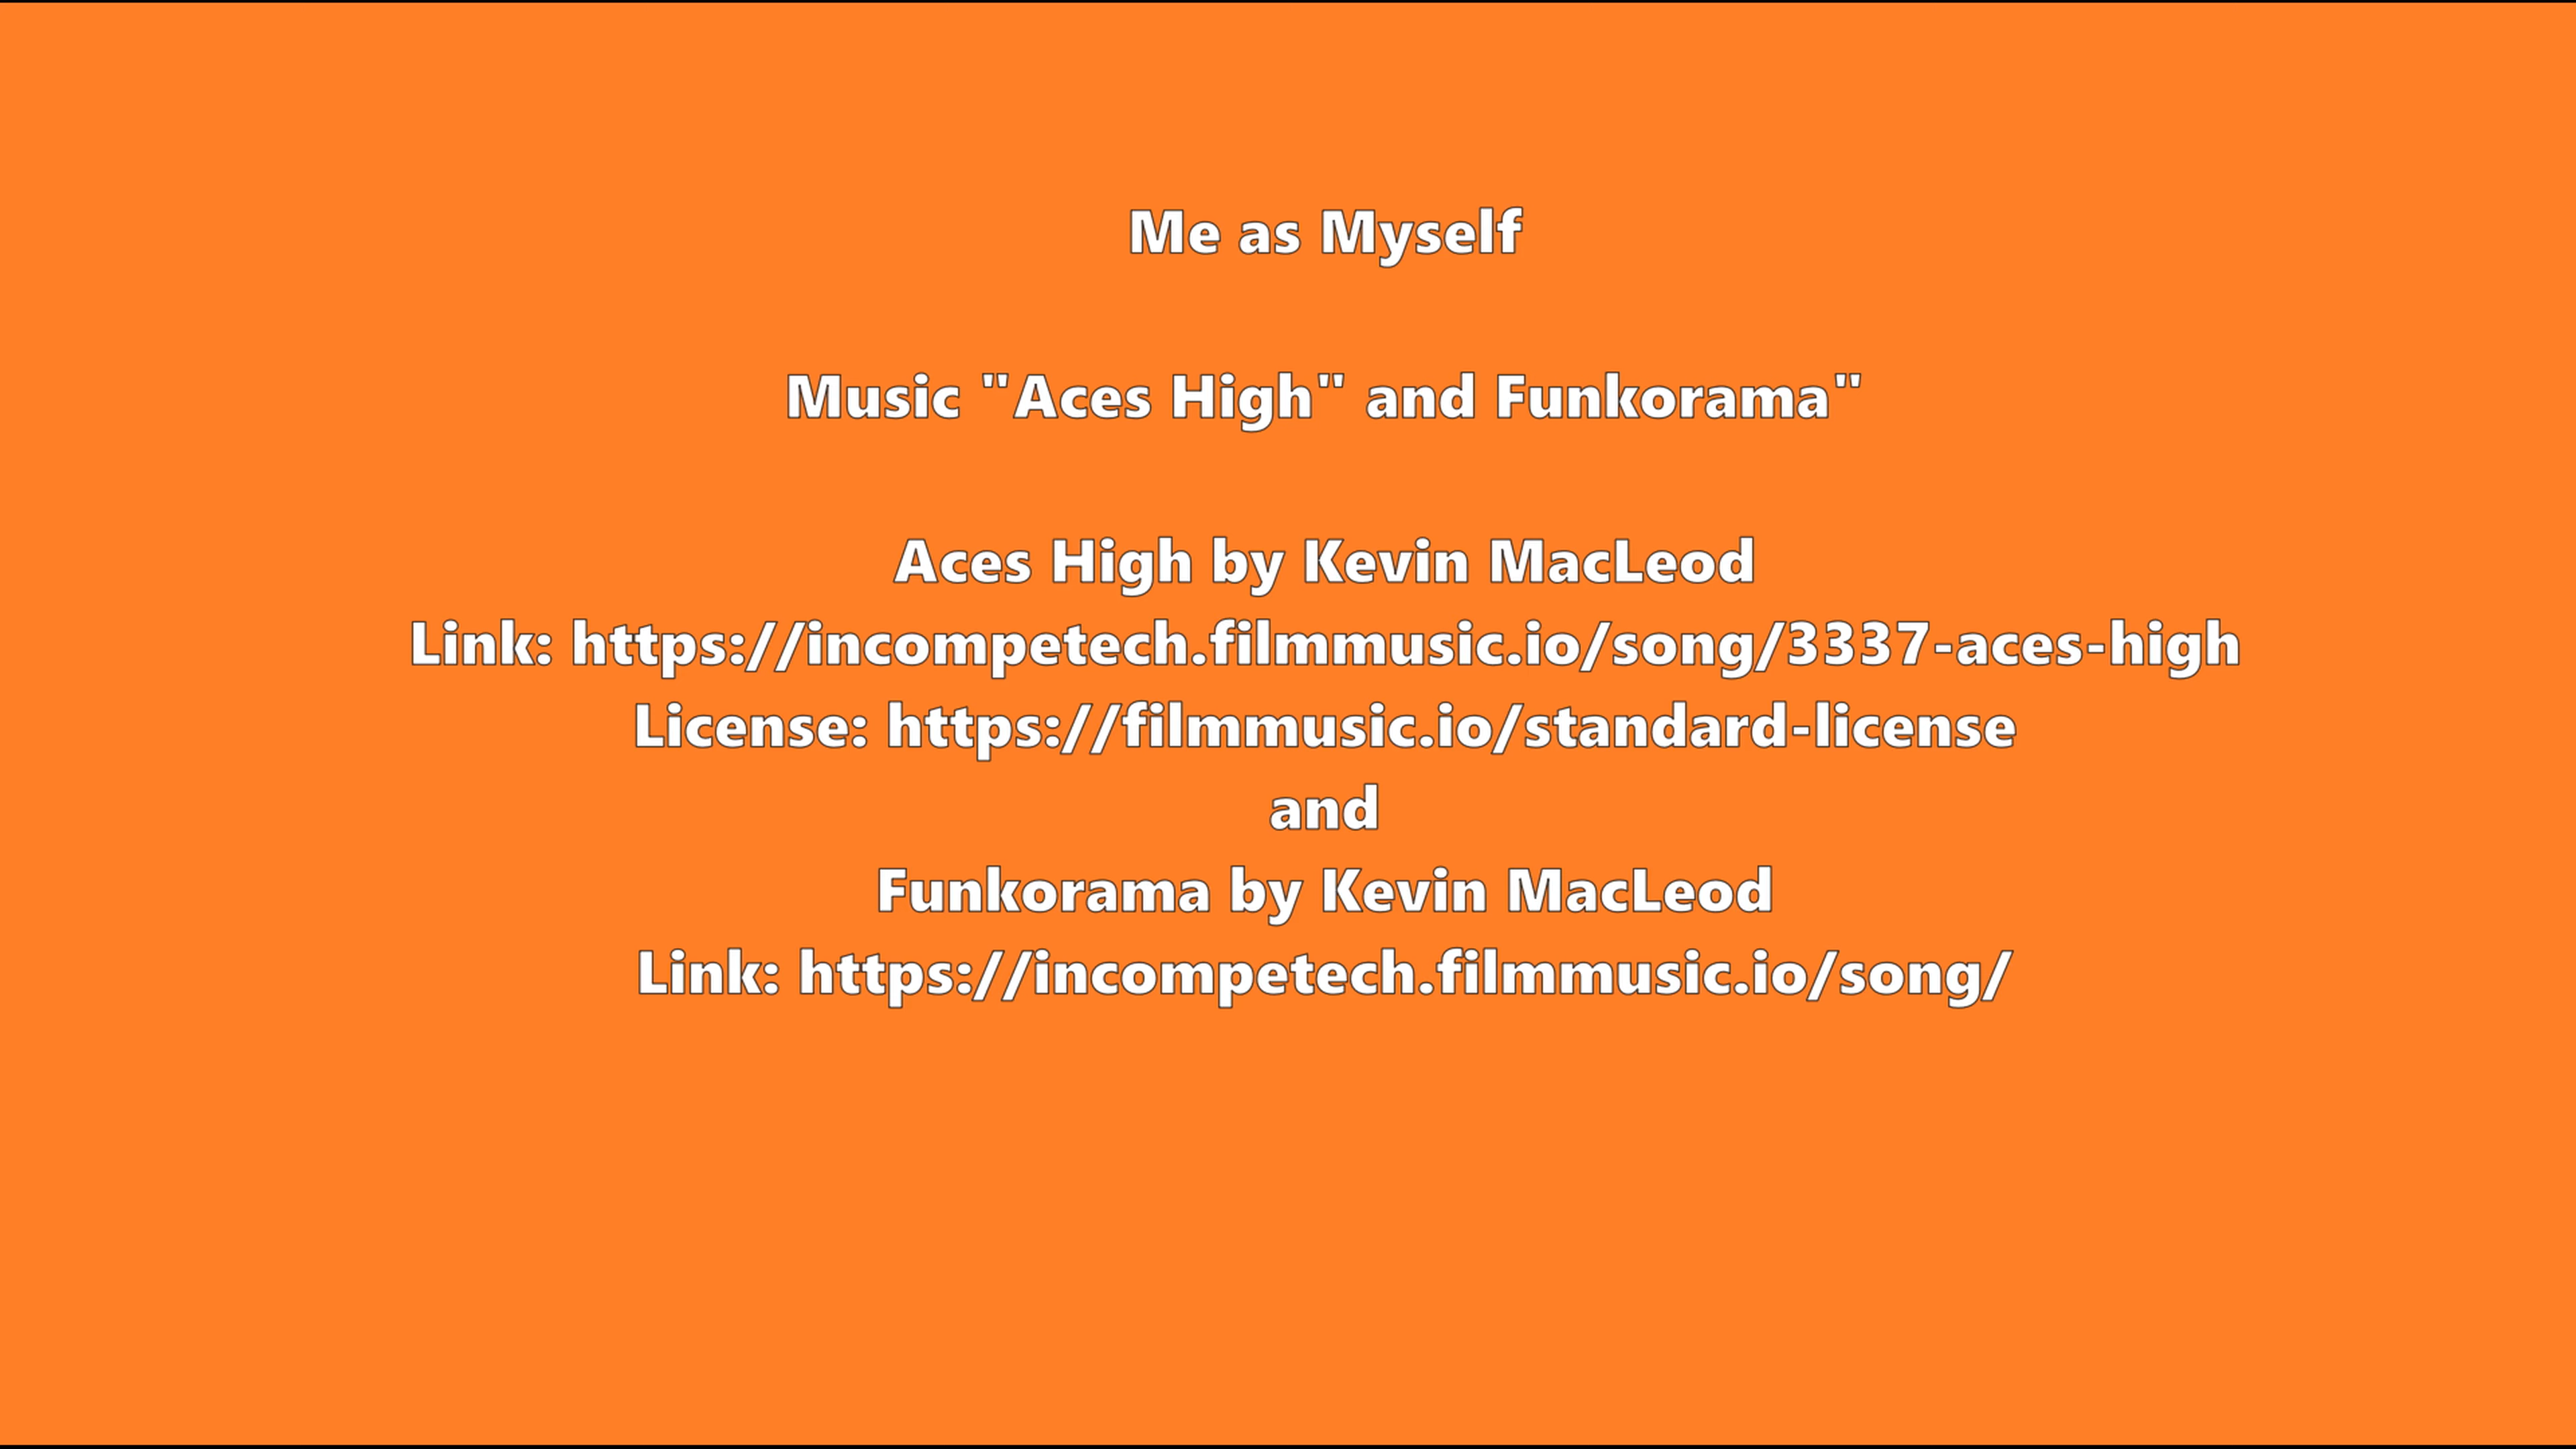 Me as Myself
Music "Aces High" and Funkorama"
Aces High by Kevin MacLeod
Link: https://incompetech.filmmusic.io/song/3337-aces-high
License: https://filmmusic.io/standard-license
and
Funkorama by Kevin MacLeod
Link: https://incompetech.filmmusic.io/song/